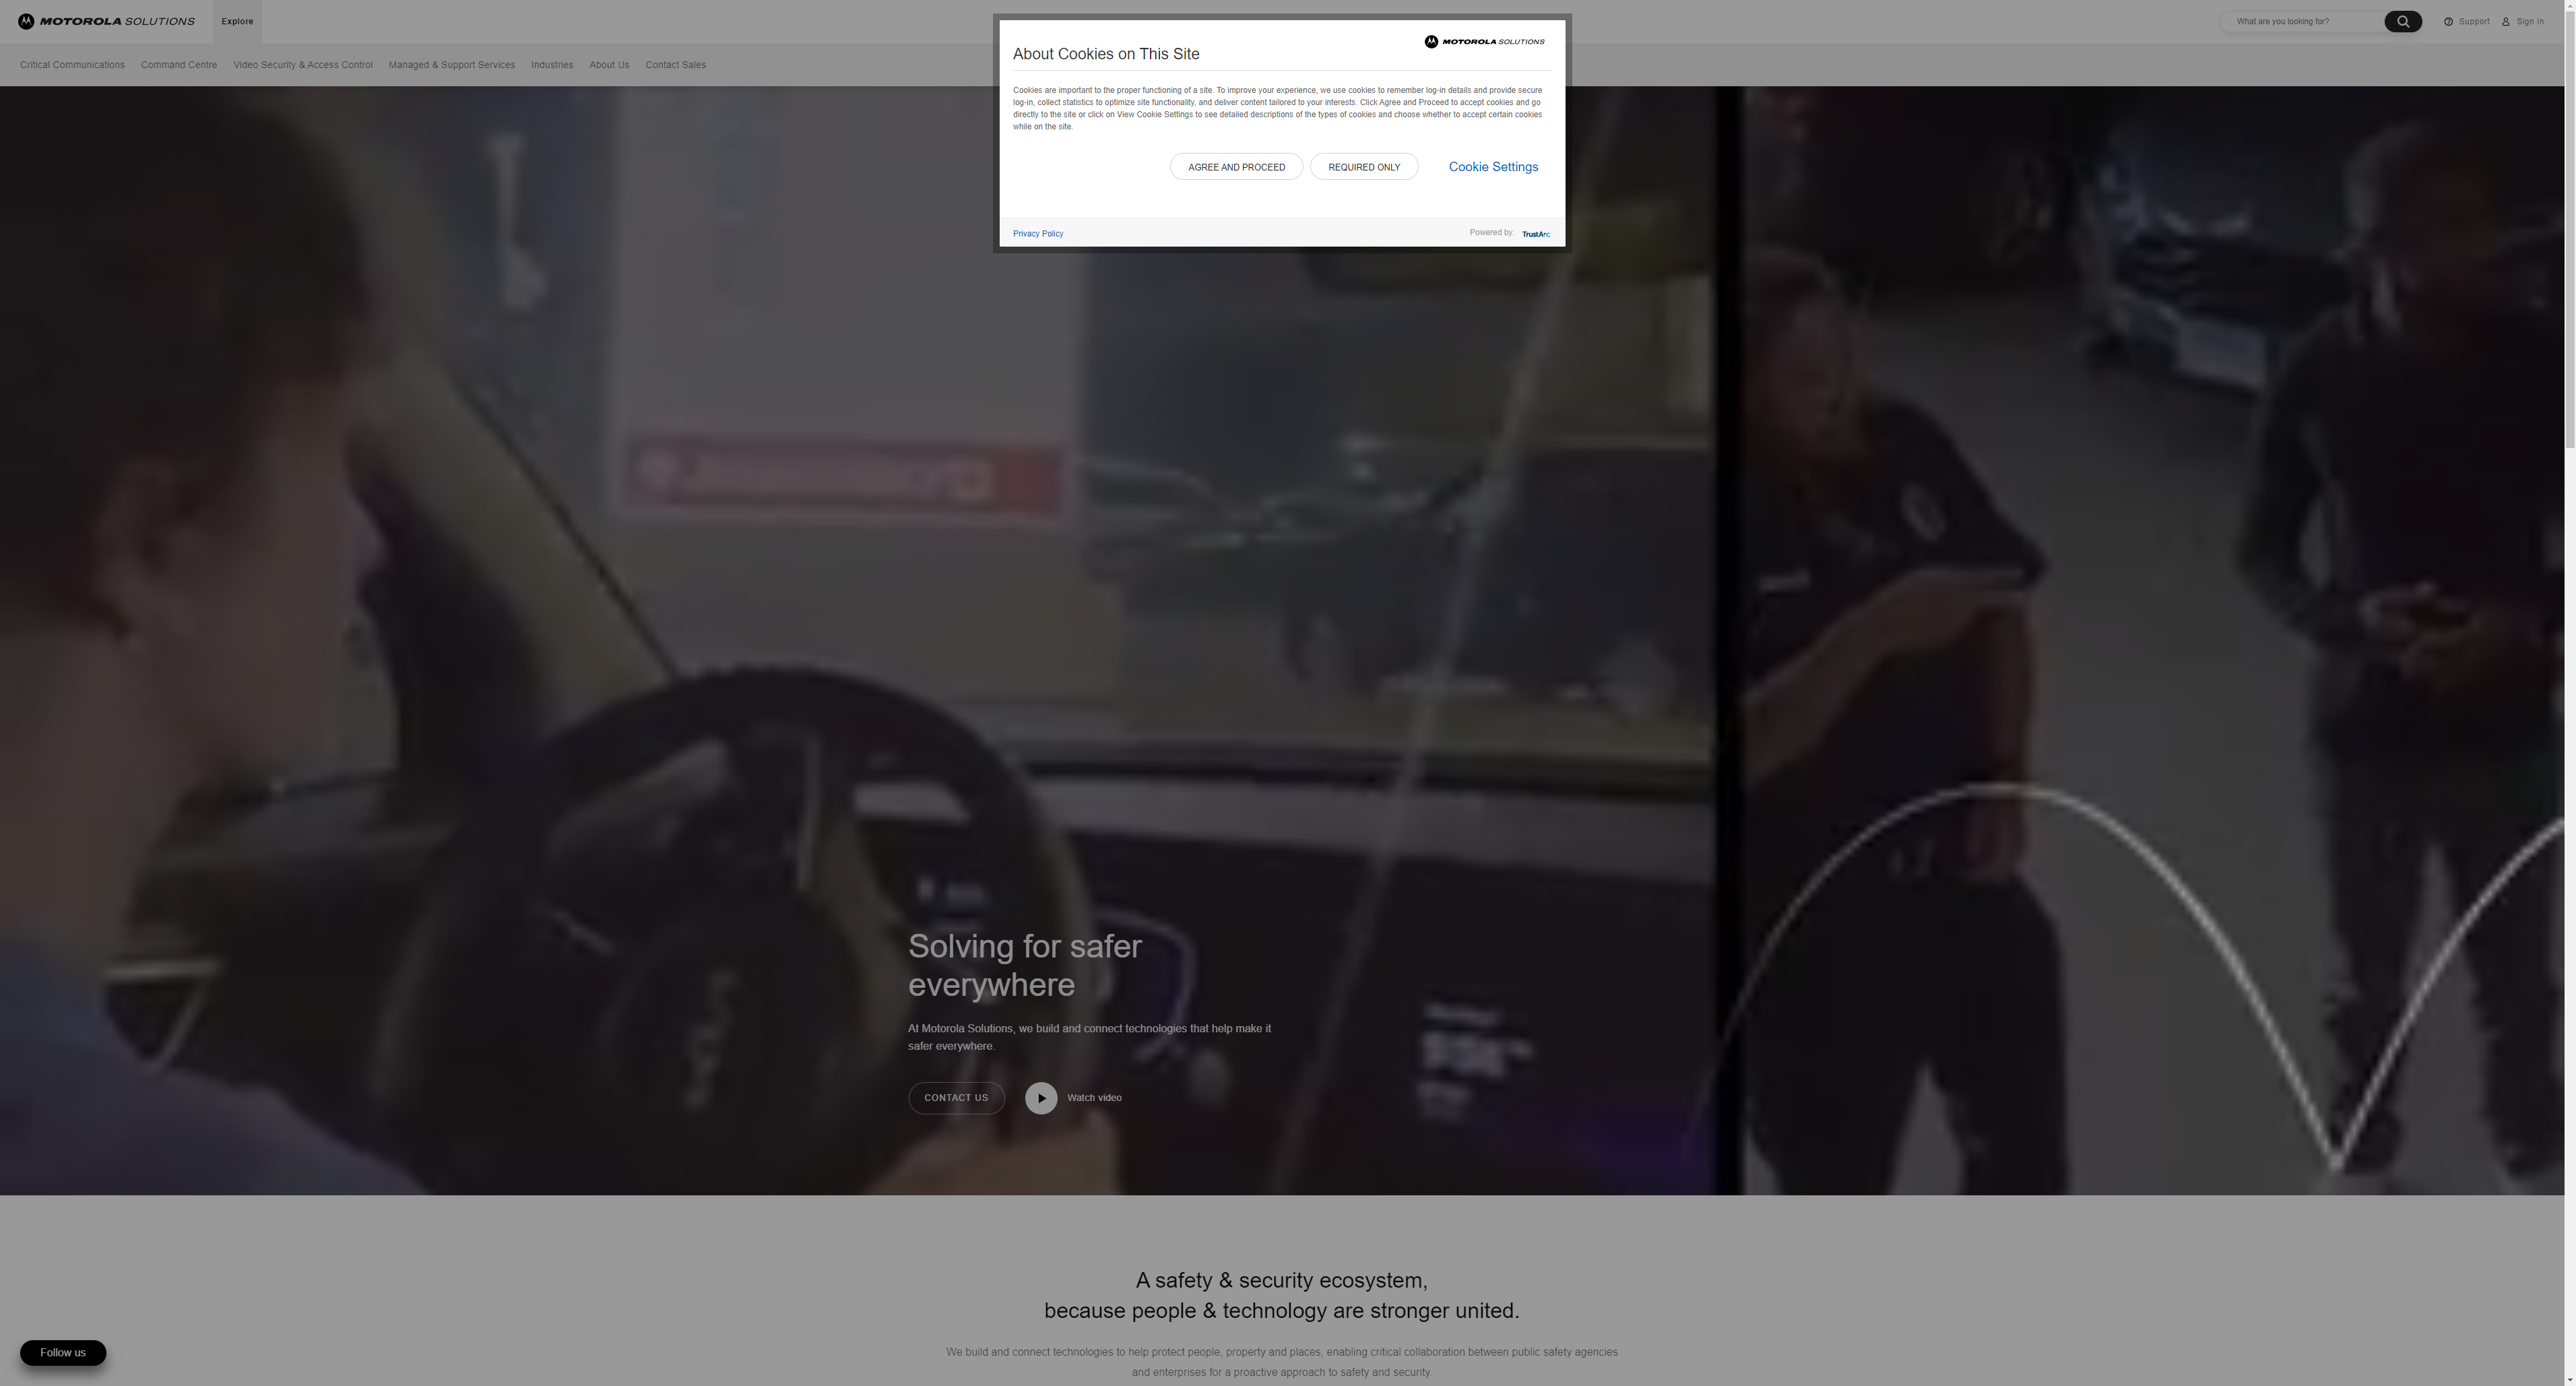 MOTOROLA SOLUTIONS
Explore
What are you looking for?
Support
Sign In
Critical Communications
Command Centre
Video Security & Access Control
Managed & Support Services
Industries
About Us
Contact Sales
MOTOROLA SOLUTIONS
About Cookies on This Site
Cookies are important to the proper functioning of a site. To improve your experience, we use cookies to remember log-in details and provide secure
log-in, collect statistics to optimize site functionality, and deliver content tailored to your interests. Click Agree and Proceed to accept cookies and go
directly to the site or click on View Cookie Settings to see detailed descriptions of the types of cookies and choose whether to accept certain cookies
while on the site.
AGREE AND PROCEED
REQUIRED ONLY
Cookie Settings
Privacy Policy
Powered by:
TrustArc
Solving for safer
everywhere
At Motorola Solutions, we build and connect technologies that help make it
safer everywhere.
CONTACT US
Watch video
A safety & security ecosystem,
because people & technology are stronger united.
We build and connect technologies to help protect people, property and places, enabling critical collaboration between public safety agencies
and enterprises for a proactive approach to safety and security.
Follow us